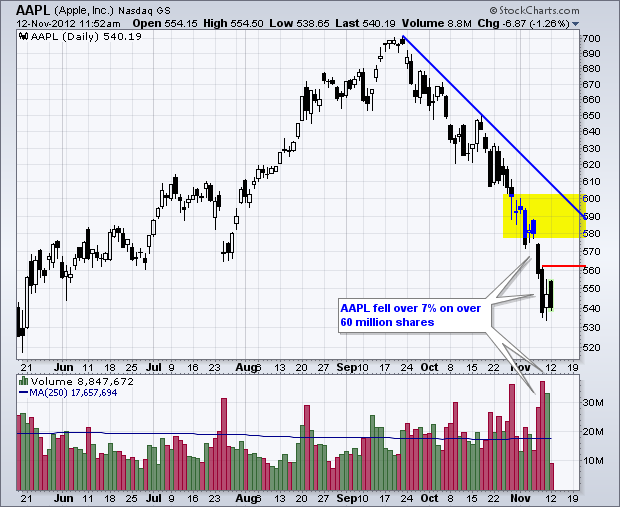 AAPL (Apple, Inc.) Nasdaq GS © StockCharts.com
12-Nov-2012, 11:52am Open 554.15 High 554.50 Low 538.65 Last 540.19 Volume 8.8M Chg -6.87 (-1.26%)
AAPL (Daily) 540.19
700
690
680
670
660
650
640
630
620
610
600
590
580
570
560
550
540
530
520
AAPL fell over 7% on over
60 million shares
21 Jun 11 18 25 Jul 9 16 23 Aug 6 13 20 27 Sep 10 17 24 Oct 8 15 22 Nov 12 19
Volume 8,847,672
MA(250) 17,657,694
30M
20M
10M
21 Jun 11 18 25 Jul 9 16 23 Aug 6 13 20 27 Sep 10 17 24 Oct 8 15 22 Nov 12 19